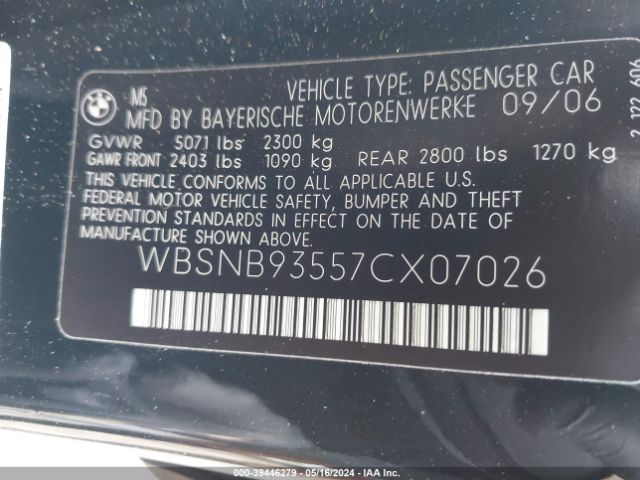 M5
VEHICLE TYPE: PASSENGER CAR
MFD BY BAYERISCHE MOTORENWERKE 09/06
GVWR 5071 lbs 2300 kg
GAWR FRONT 2403 lbs 1090 kg REAR 2800 lbs 1270 kg
THIS VEHICLE CONFORMS TO ALL APPLICABLE U.S.
FEDERAL MOTOR VEHICLE SAFETY, BUMPER AND THEFT
PREVENTION STANDARDS IN EFFECT ON THE DATE OF
MANUFACTURE SHOWN ABOVE.
WBSNB93557CX07026
000-39446279 - 05/16/2024 - IAA Inc.